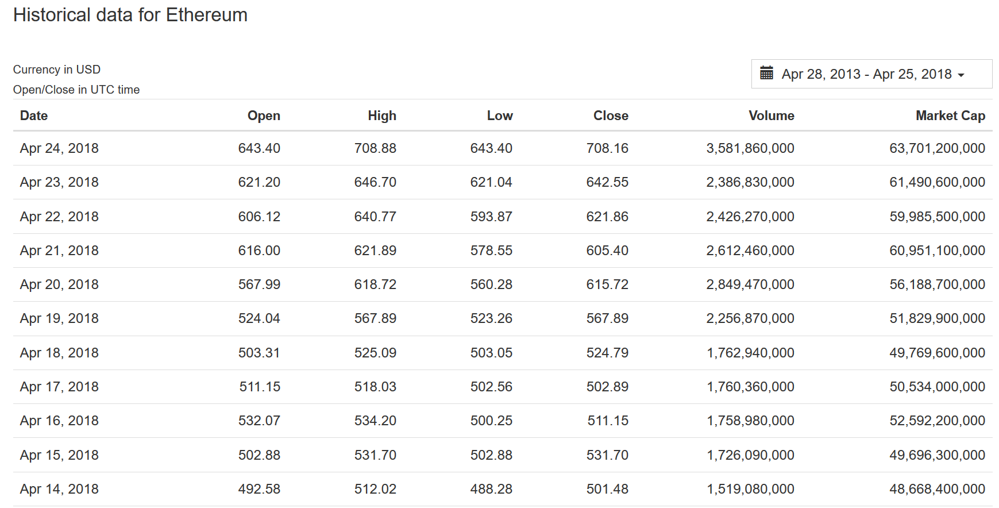 Historical data for Ethereum
Currency in USD
Apr 28, 2013 - Apr 25, 2018
Open/Close in UTC time
Date Open High Low Close Volume Market Cap
Apr 24, 2018 643.40 708.88 643.40 708.16 3,581,860,000 63,701,200,000
Apr 23, 2018 621.20 646.70 621.04 642.55 2,386,830,000 61,490,600,000
Apr 22, 2018 606.12 640.77 593.87 621.86 2,426,270,000 59,985,500,000
Apr 21, 2018 616.00 621.89 578.55 605.40 2,612,460,000 60,951,100,000
Apr 20, 2018 567.99 618.72 560.28 615.72 2,849,470,000 56,188,700,000
Apr 19, 2018 524.04 567.89 523.26 567.89 2,256,870,000 51,829,900,000
Apr 18, 2018 503.31 525.09 503.05 524.79 1,762,940,000 49,769,600,000
Apr 17, 2018 511.15 518.03 502.56 502.89 1,760,360,000 50,534,000,000
Apr 16, 2018 532.07 534.20 500.25 511.15 1,758,980,000 52,592,200,000
Apr 15, 2018 502.88 531.70 502.88 531.70 1,726,090,000 49,696,300,000
Apr 14, 2018 492.58 512.02 488.28 501.48 1,519,080,000 48,668,400,000